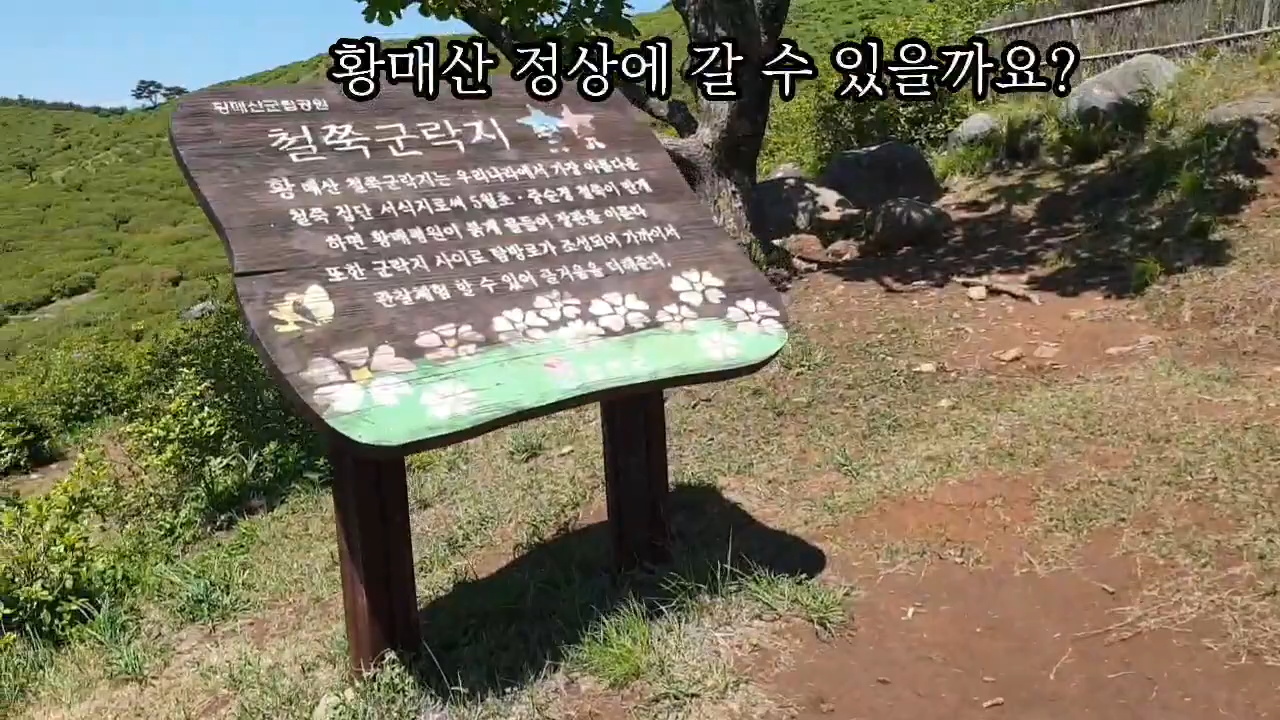 황매산 정상에 갈 수 있을까요?
황매산군립공원
철쭉군락지
황매산 철쭉군락지는 우리나라에서 가장 아름다운
철쭉 집단 서식지로써 5월초·중순경 철쭉이 만개
하면 황매평원이 붉게 물들어 장관을 이룬다
또한 군락지 사이로 탐방로가 조성되어 가까이서
관찰체험 할 수 있어 즐거움을 더해준다.